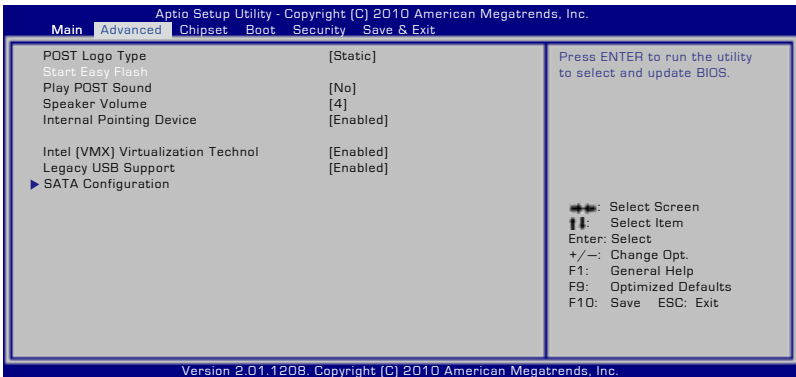 Aptio Setup Utility - Copyright (C) 2010 American Megatrends, Inc.
Main Advanced Chipset Boot Security Save & Exit
POST Logo Type [Static]
Start Easy Flash
Play POST Sound [No]
Speaker Volume [4]
Internal Pointing Device [Enabled]
Intel (VMX) Virtualization Technol [Enabled]
Legacy USB Support [Enabled]
SATA Configuration
Press ENTER to run the utility
to select and update BIOS.
: Select Screen
: Select Item
Enter: Select
+/—: Change Opt.
F1: General Help
F9: Optimized Defaults
F10: Save ESC: Exit
Version 2.01.1208. Copyright (C) 2010 American Megatrends, Inc.